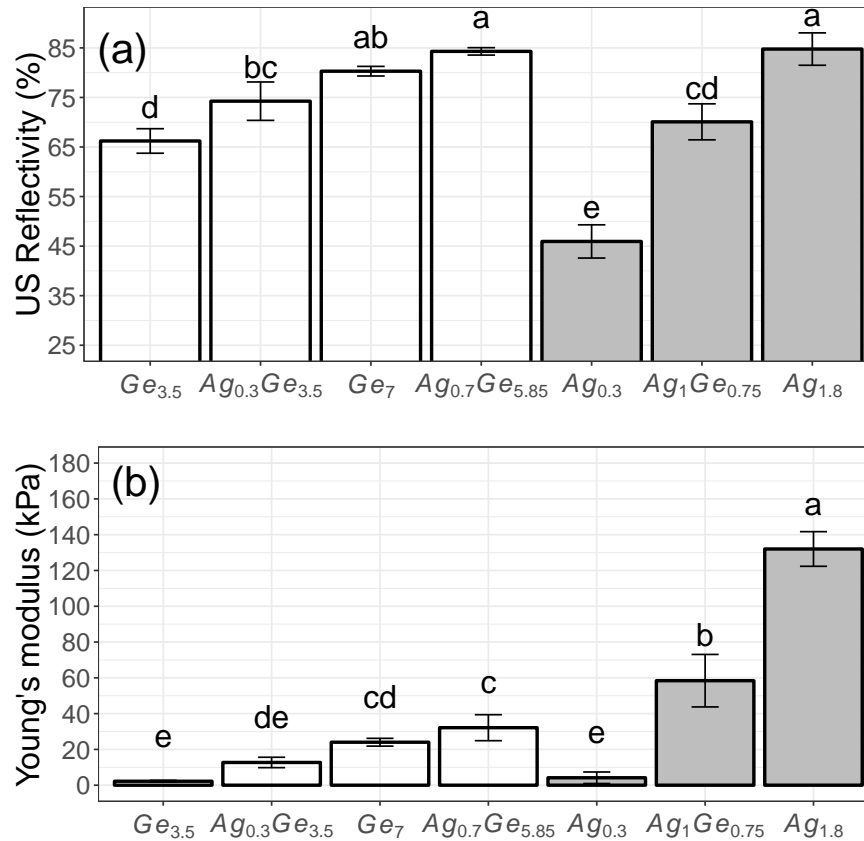 (a)
US Reflectivity (%)
85
75
65
55
45
35
25
d
bc
ab
a
e
cd
a
Ge3.5 Ag0.3Ge3.5 Ge7 Ag0.7Ge5.85 Ag0.3 Ag1Ge0.75 Ag1.8
(b)
Young's modulus (kPa)
180
160
140
120
100
80
60
40
20
0
e
de
cd
c
e
b
a
Ge3.5 Ag0.3Ge3.5 Ge7 Ag0.7Ge5.85 Ag0.3 Ag1Ge0.75 Ag1.8